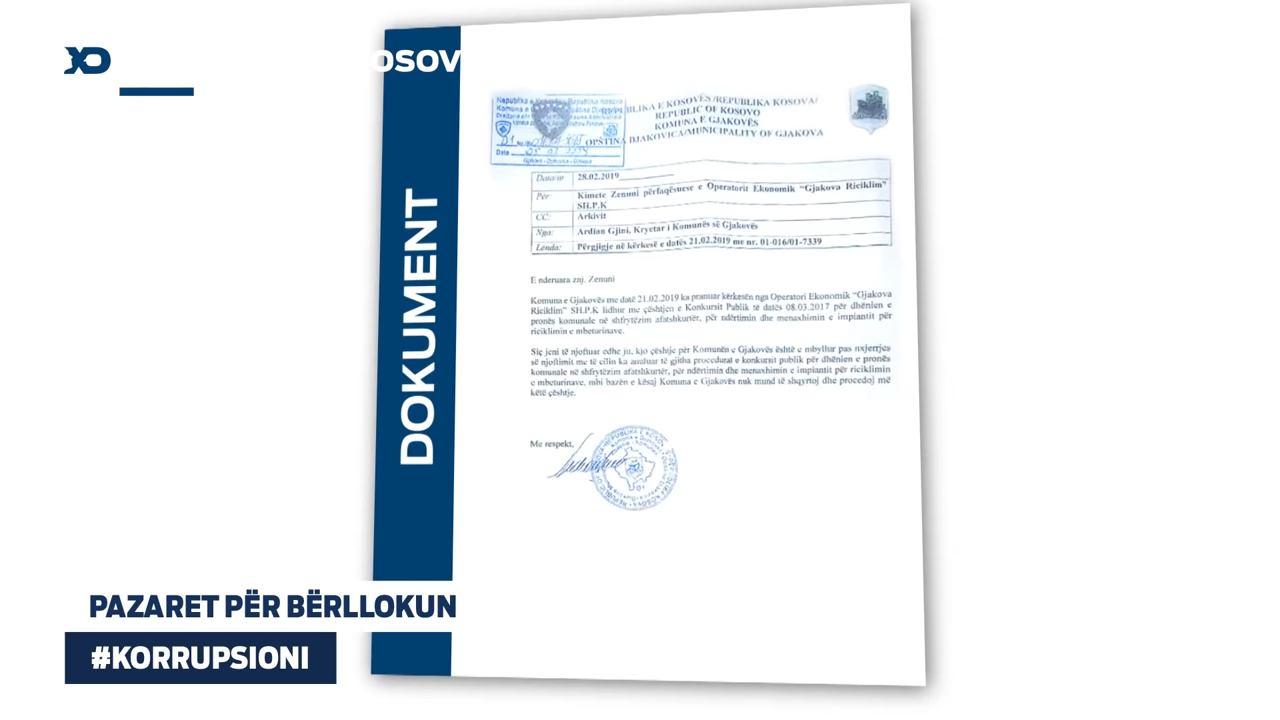 XD
OSOV
DOKUMENT
Republika e Kosovës Republika Kosova
Data
REPUBLIKA E KOSOVËS /REPUBLIKA KOSOVA/
REPUBLIC OF KOSOVO
KOMUNA E GJAKOVËS
OPŠTINA DJAKOVICA/MUNICIPALITY OF GJAKOVA
28.02.2019
Për: Kimete Zenuni përfaqësuese e Operatorit Ekonomik “Gjakova Riciklim”
SH.P.K
CC: Arkivit
Nga: Ardian Gjini, Kryetar i Komunës së Gjakovës
Lënda: Përgjigje në kërkesë e datës 21.02.2019 me nr. 01-016/01-7339
E nderuara znj. Zenuni
Komuna e Gjakovës me datë 21.02.2019 ka pranuar kërkesën nga Operatori Ekonomik “Gjakova
Riciklim” SH.P.K lidhur me çështjen e Konkursit Publik të datës 08.03.2017 për dhënien e
pronës komunale në shfrytëzim afatshkurtër, për ndërtimin dhe menaxhimin e impiantit për
riciklimin e mbeturinave.
Siç jeni të njoftuar edhe ju, kjo çështje për Komunën e Gjakovës është e mbyllur pas nxjerrjes
së njoftimit me të cilin ka anuluar të gjitha procedurat e konkursit publik për dhënien e pronës
komunale në shfrytëzim afatshkurtër, për ndërtimin dhe menaxhimin e impiantit për riciklimin
e mbeturinave, mbi bazën e kësaj Komuna e Gjakovës nuk mund të shqyrtoj dhe procedoj më
këtë çështje.
Me respekt,
PAZARET PËR BËRLLOKUN
#KORRUPSIONI